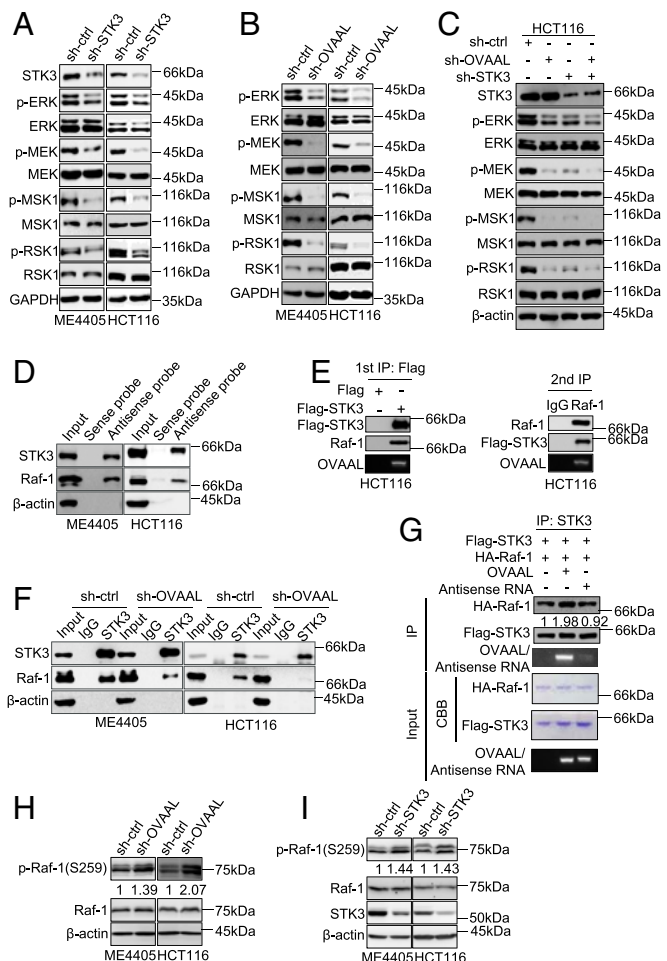 A
sh-ctrl sh-STK3 sh-ctrl sh-STK3
STK3 66kDa
p-ERK 45kDa
ERK 45kDa
p-MEK 45kDa
MEK 45kDa
p-MSK1 116kDa
MSK1 116kDa
p-RSK1 116kDa
RSK1 116kDa
GAPDH 35kDa
ME4405 HCT116
B
sh-ctrl sh-OVAAL sh-ctrl sh-OVAAL
p-ERK 45kDa
ERK 45kDa
p-MEK 45kDa
MEK 45kDa
p-MSK1 116kDa
MSK1 116kDa
p-RSK1 116kDa
RSK1 116kDa
GAPDH 35kDa
ME4405 HCT116
C
HCT116
sh-ctrl + - - -
sh-OVAAL - + - +
sh-STK3 - - + +
STK3 66kDa
p-ERK 45kDa
ERK 45kDa
p-MEK 45kDa
MEK 45kDa
p-MSK1 116kDa
MSK1 116kDa
p-RSK1 116kDa
RSK1 116kDa
β-actin 45kDa
D
Input Sense probe Antisense probe Input Sense probe Antisense probe
STK3 66kDa
Raf-1 66kDa
β-actin 45kDa
ME4405 HCT116
E
1st IP: Flag
Flag + -
Flag-STK3 - +
Flag-STK3 66kDa
Raf-1 66kDa
OVAAL
HCT116
2nd IP
IgG Raf-1
Raf-1 66kDa
Flag-STK3 66kDa
OVAAL
HCT116
F
sh-ctrl sh-OVAAL sh-ctrl sh-OVAAL
Input IgG STK3 Input IgG STK3 Input IgG STK3 Input IgG STK3
STK3 66kDa
Raf-1 66kDa
β-actin 45kDa
ME4405 HCT116
G
IP: STK3
Flag-STK3 + + +
HA-Raf-1 + + +
OVAAL - + -
Antisense RNA - - +
IP
HA-Raf-1 66kDa
1 1.98 0.92
Flag-STK3 66kDa
OVAAL/
Antisense RNA
Input
CBB
HA-Raf-1 66kDa
Flag-STK3 66kDa
OVAAL/
Antisense RNA
H
sh-ctrl sh-OVAAL sh-ctrl sh-OVAAL
p-Raf-1(S259) 75kDa
1 1.39 1 2.07
Raf-1 75kDa
β-actin 45kDa
ME4405 HCT116
I
sh-ctrl sh-STK3 sh-ctrl sh-STK3
p-Raf-1(S259) 75kDa
1 1.44 1 1.43
Raf-1 75kDa
STK3 50kDa
β-actin 45kDa
ME4405 HCT116